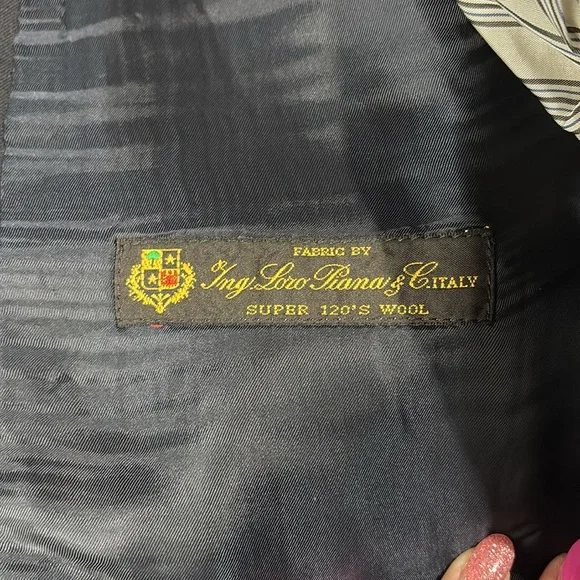 FABRIC BY
Ing. Loro Piana & C. ITALY
SUPER 120'S WOOL